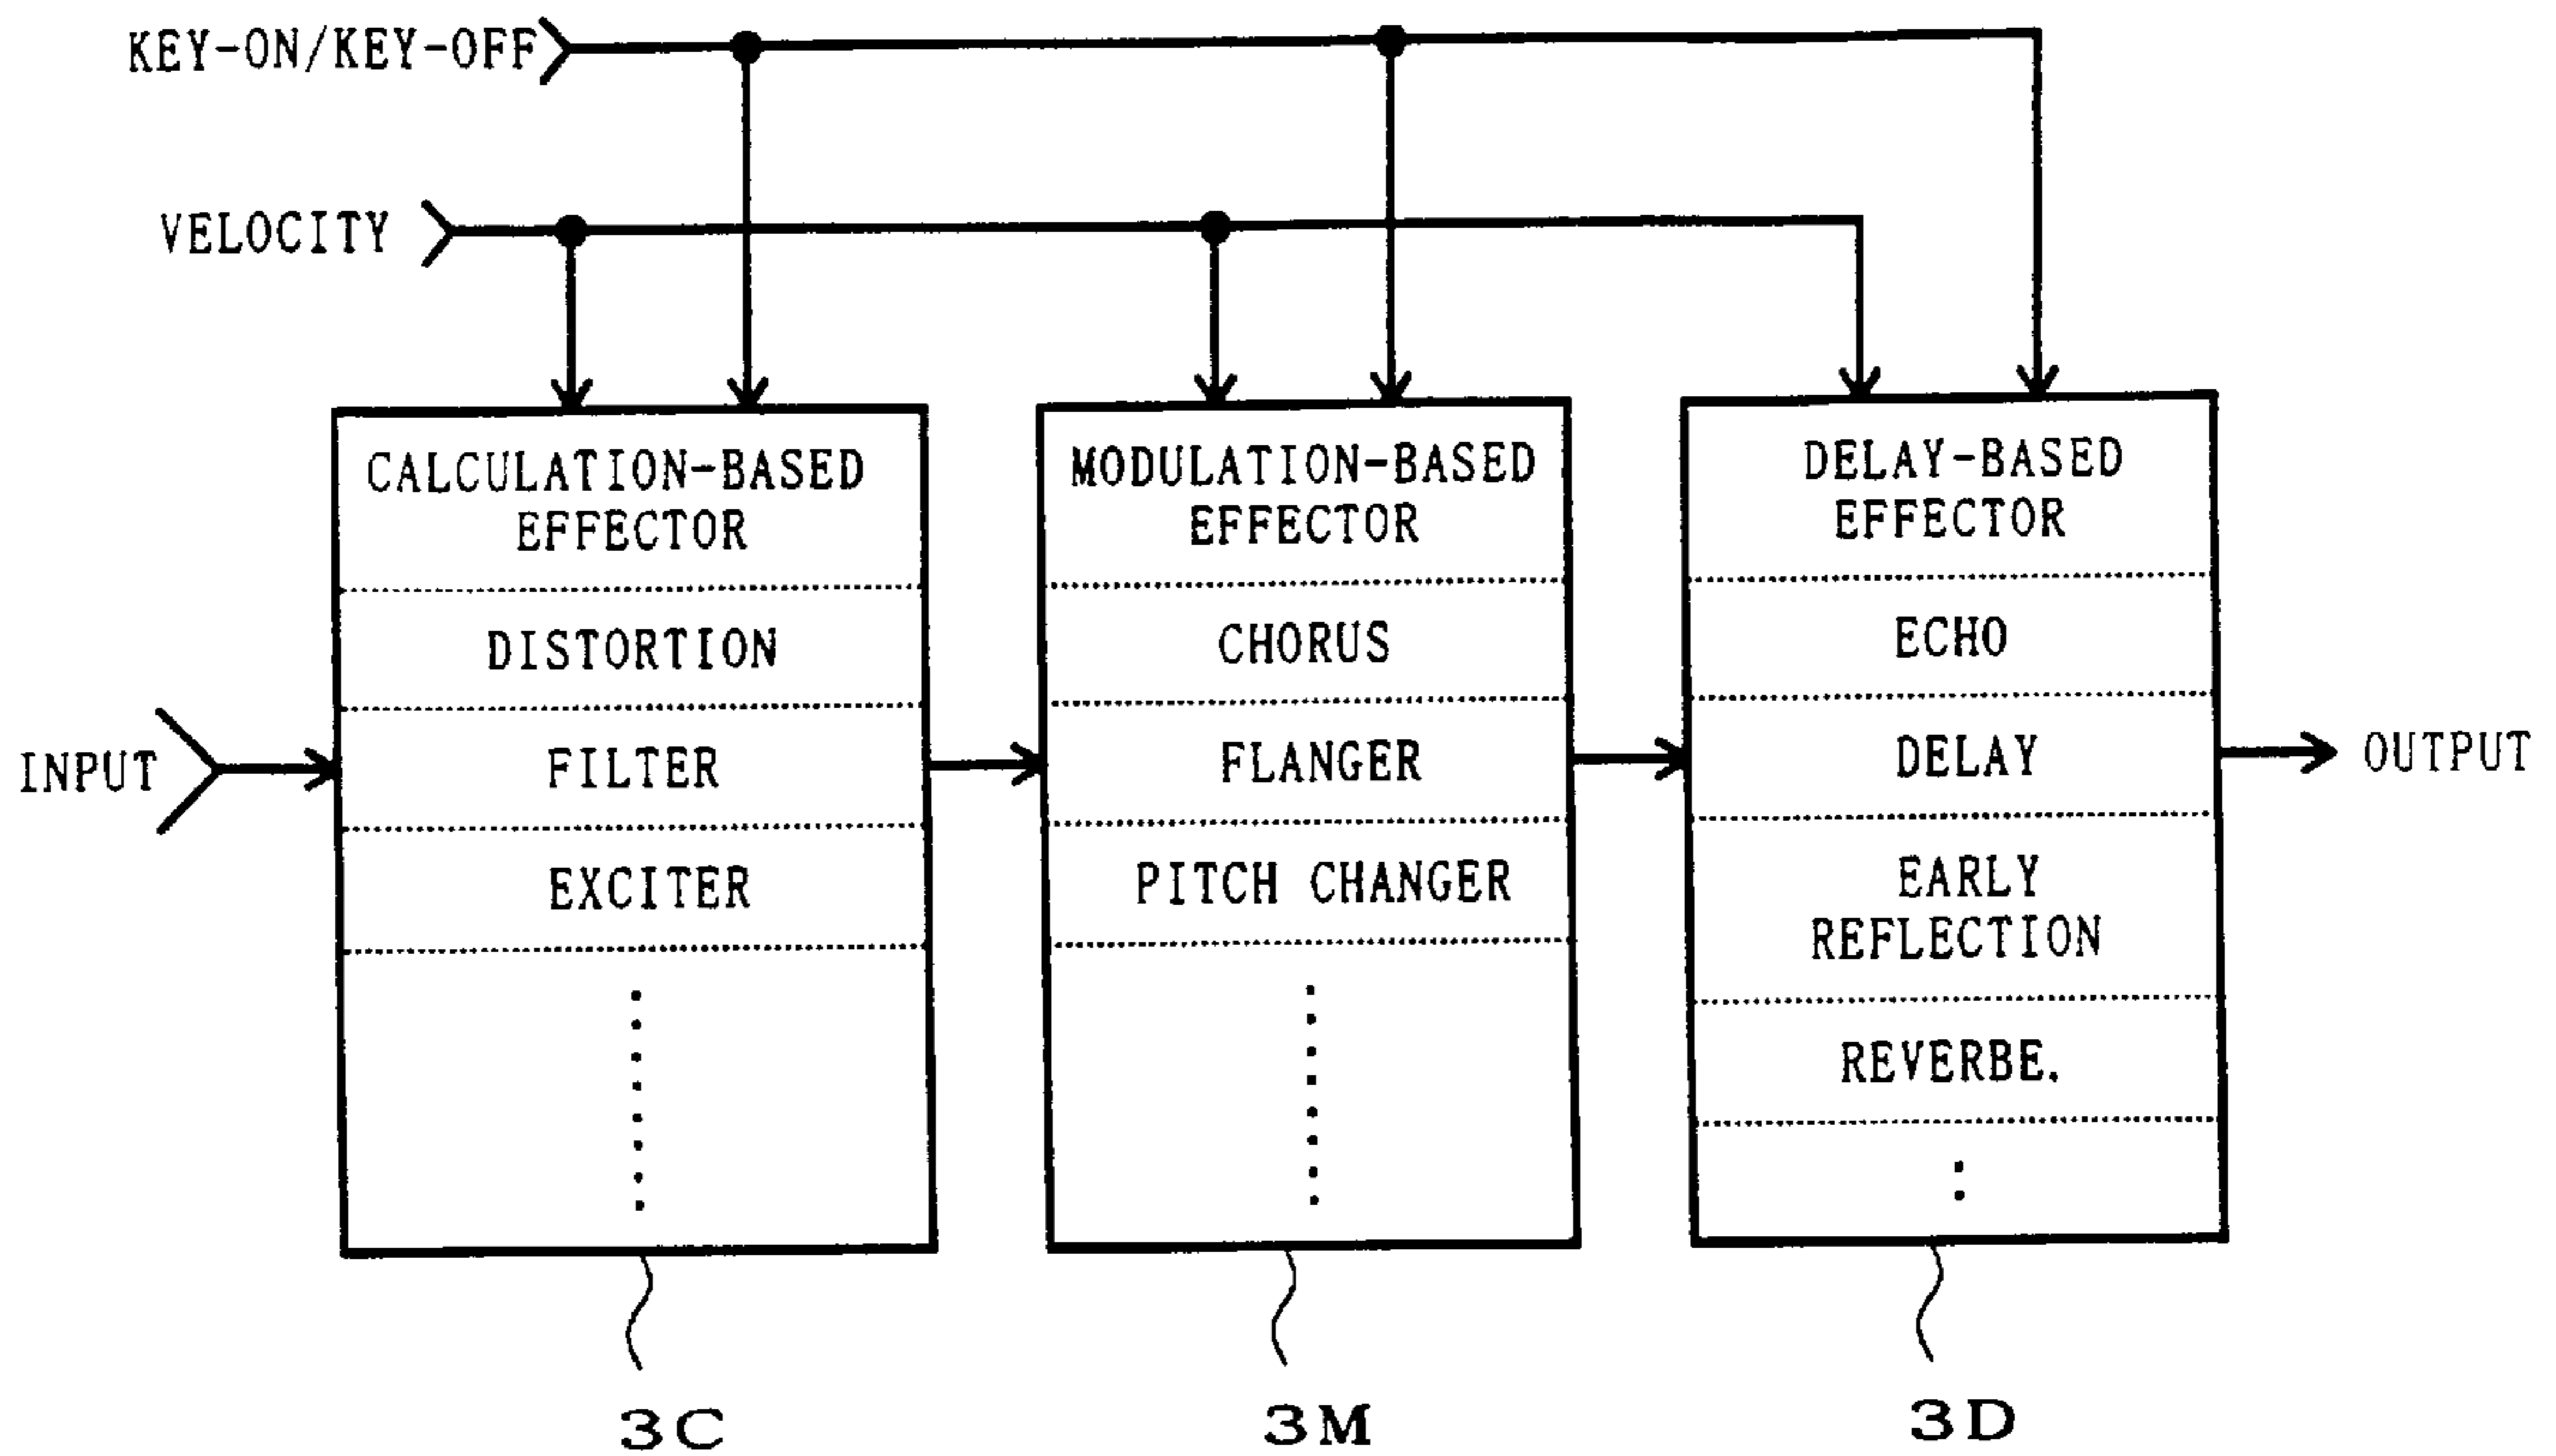 KEY-ON/KEY-OFF
VELOCITY
INPUT
CALCULATION-BASED
EFFECTOR
DISTORTION
FILTER
EXCITER
3C
MODULATION-BASED
EFFECTOR
CHORUS
FLANGER
PITCH CHANGER
3M
DELAY-BASED
EFFECTOR
ECHO
DELAY
EARLY
REFLECTION
REVERBE.
3D
OUTPUT